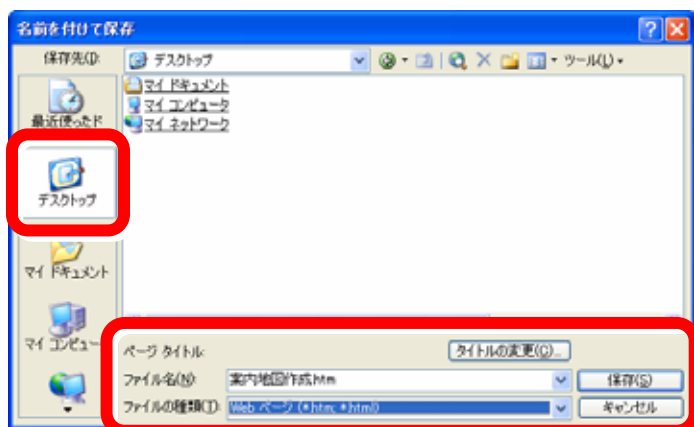 名前を付けて保存
保存先(I):
デスクトップ
ツール(L)
最近使ったド
デスクトップ
マイ ドキュメント
マイ コンピュー
マイ ドキュメント
マイ コンピュータ
マイ ネットワーク
ページ タイトル:
タイトルの変更(C)...
ファイル名(N):
案内地図作成.htm
保存(S)
ファイルの種類(T):
Web ページ (*.htm; *.html)
キャンセル